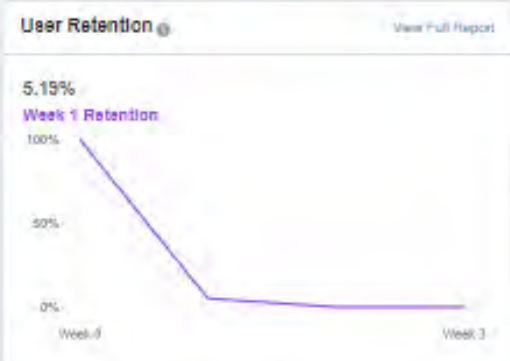 User Retention
View Full Report
5.19%
Week 1 Retention
100%
50%
0%
Week 0
Week 3